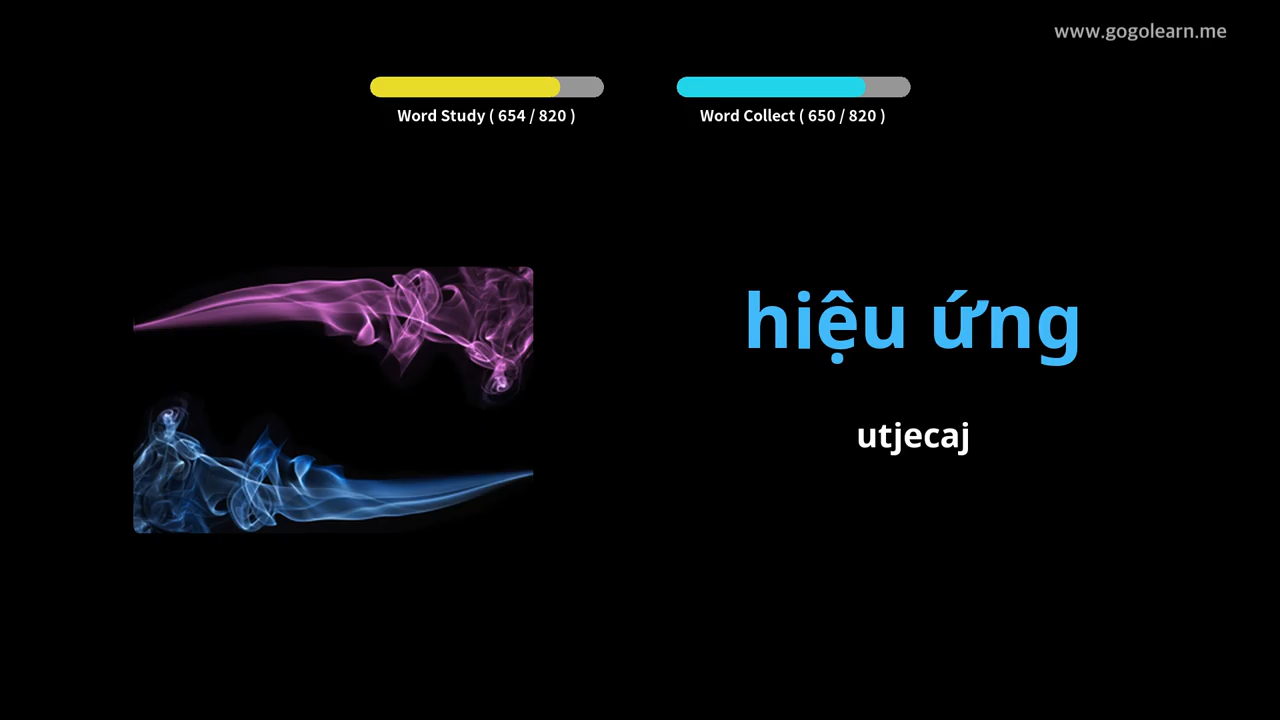 www.gogolearn.me
Word Study ( 654 / 820 )
Word Collect ( 650 / 820 )
hiệu ứng
utjecaj